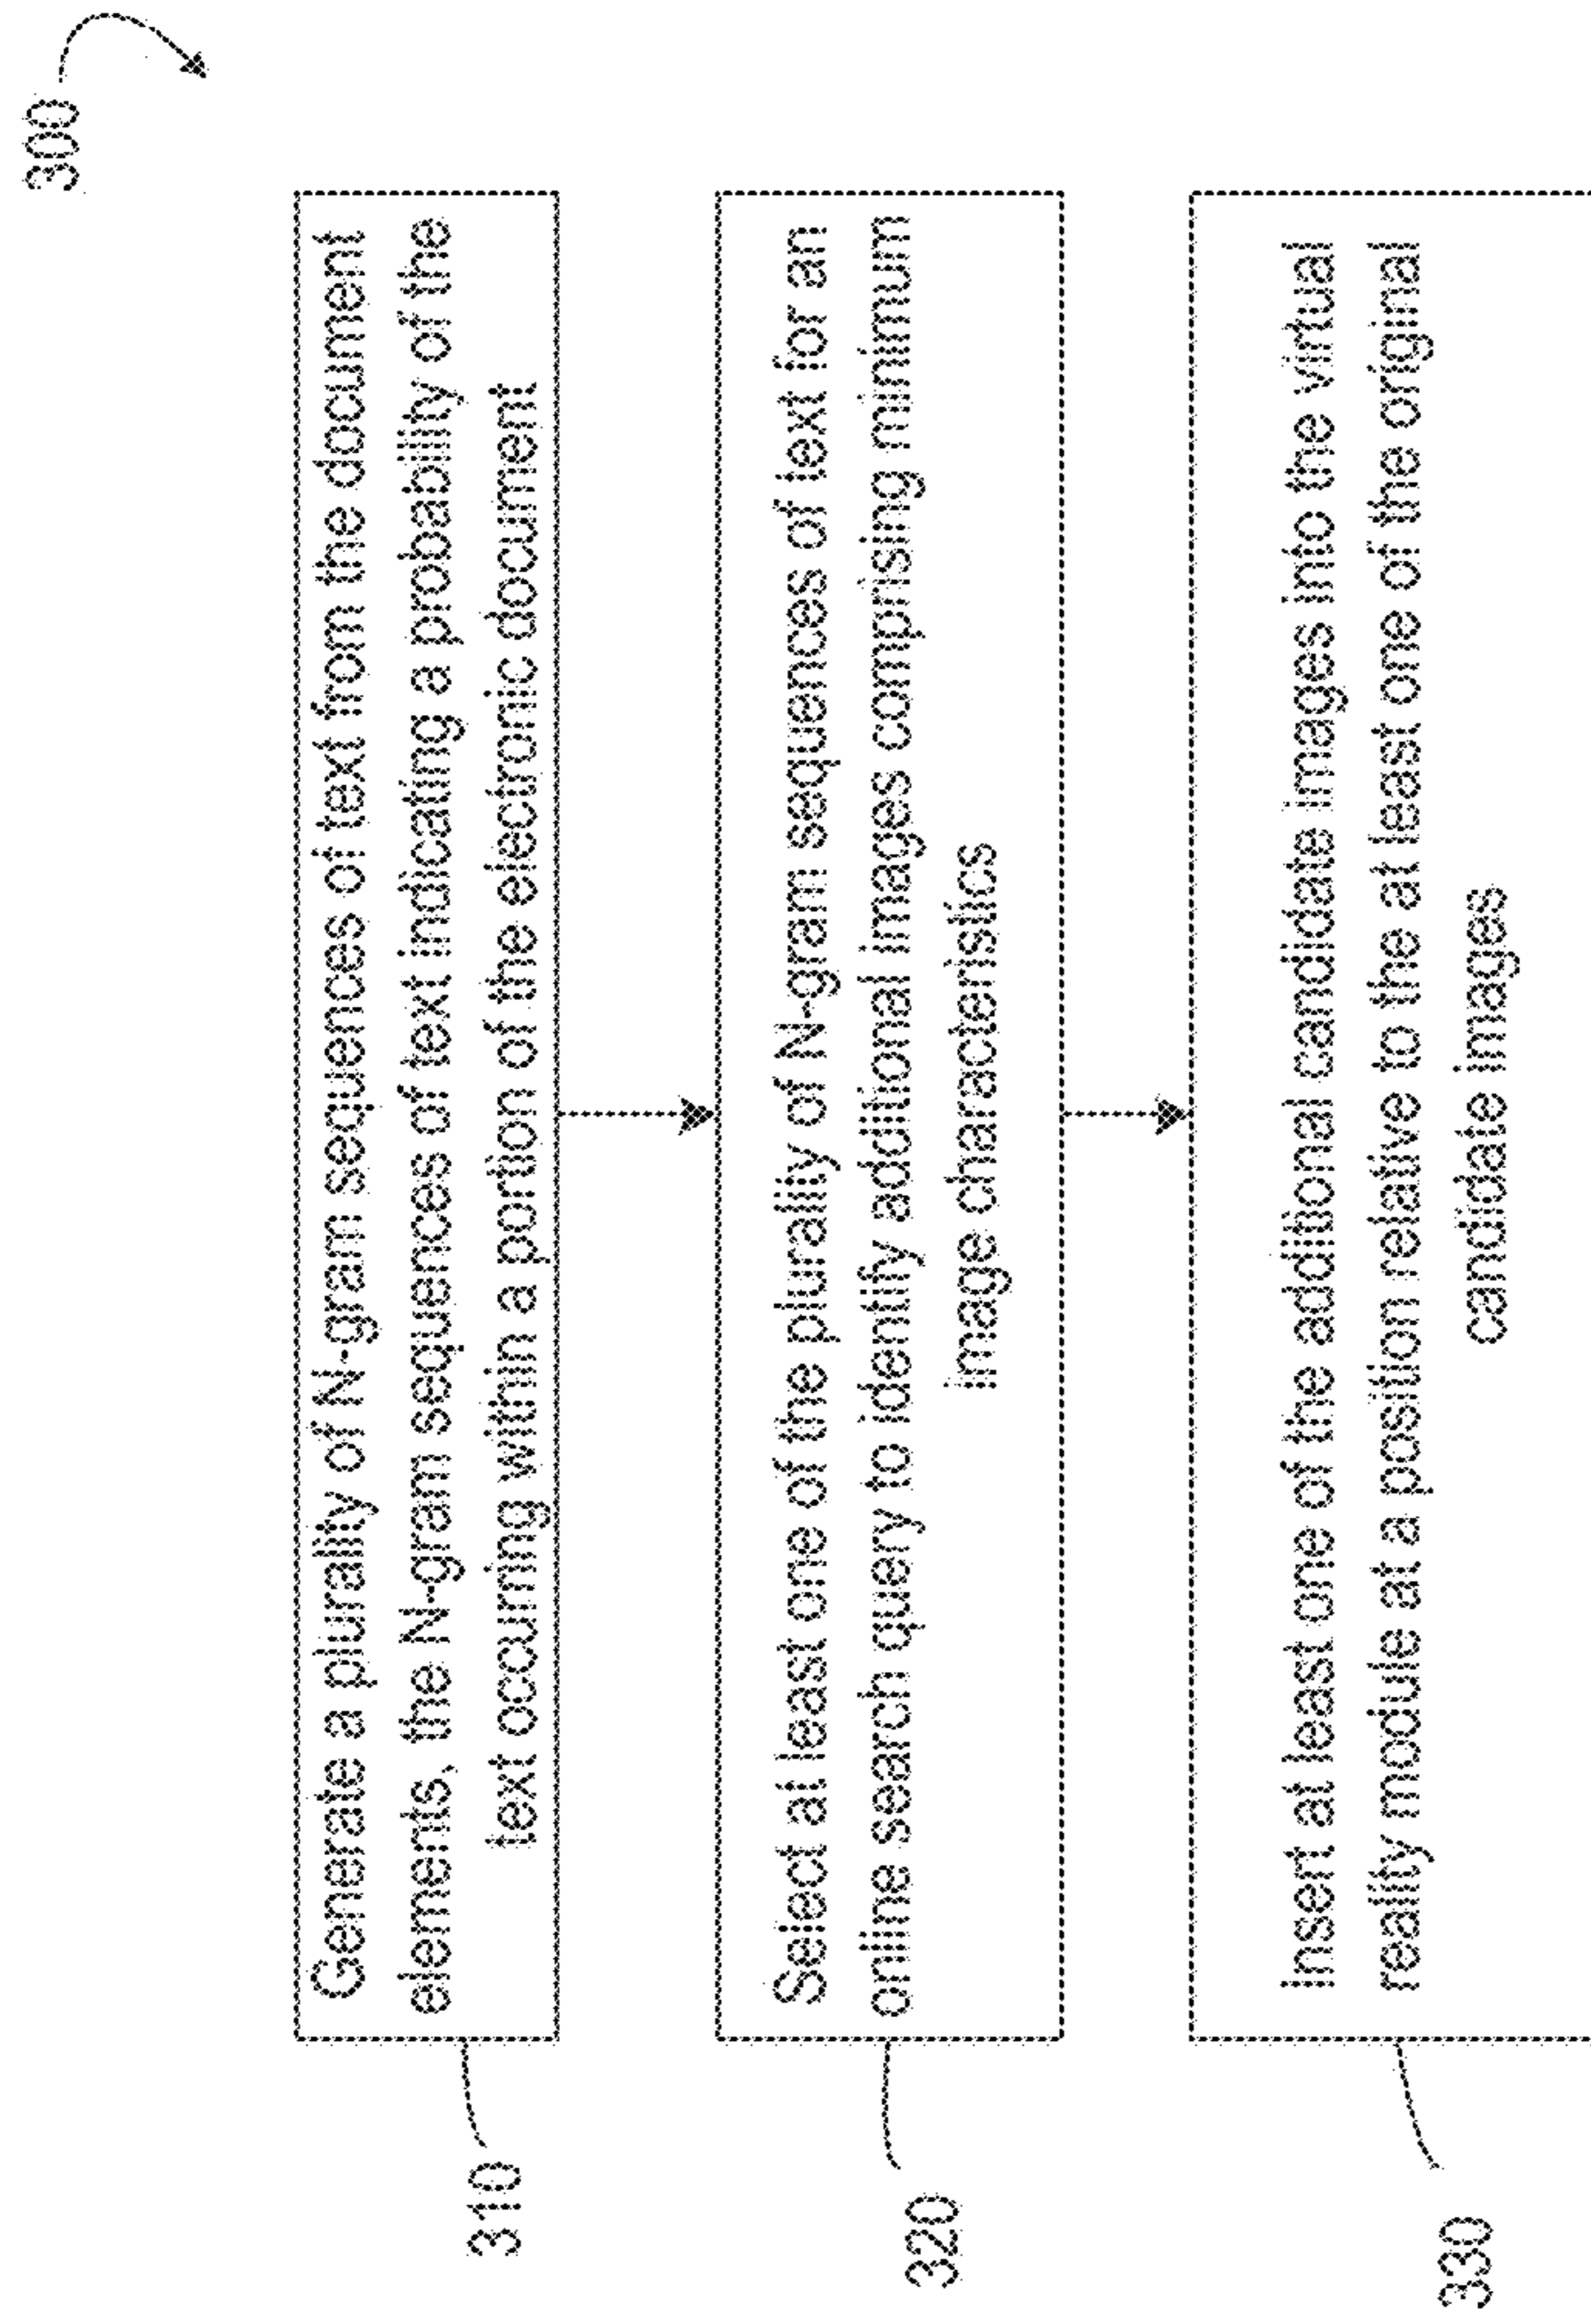 300
310
Generate a plurality of N-gram sequences of text from the document
elements, the N-gram sequences of text indicating a probability of the
text occurring within a portion of the electronic document
320
Select at least one of the plurality of N-gram sequences of text for an
online search query to identify additional images comprising minimum
image characteristics
330
Insert at least one of the additional candidate images into the virtual
reality module at a position relative to the at least one of the original
candidate images